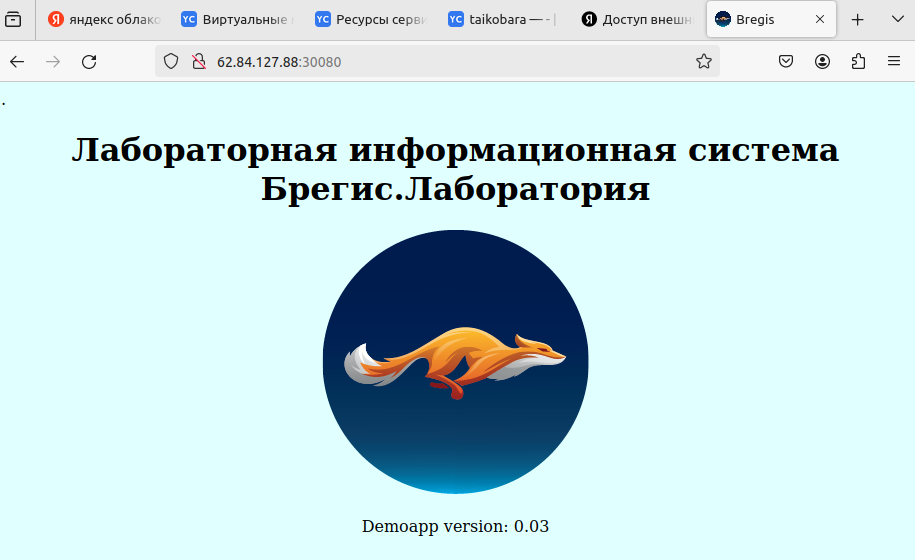 яндекс облако
Виртуальные
Ресурсы серви
taikobara — - |
Доступ внешн
Bregis
62.84.127.88:30080
.
Лабораторная информационная система
Брегис.Лаборатория
Demoapp version: 0.03